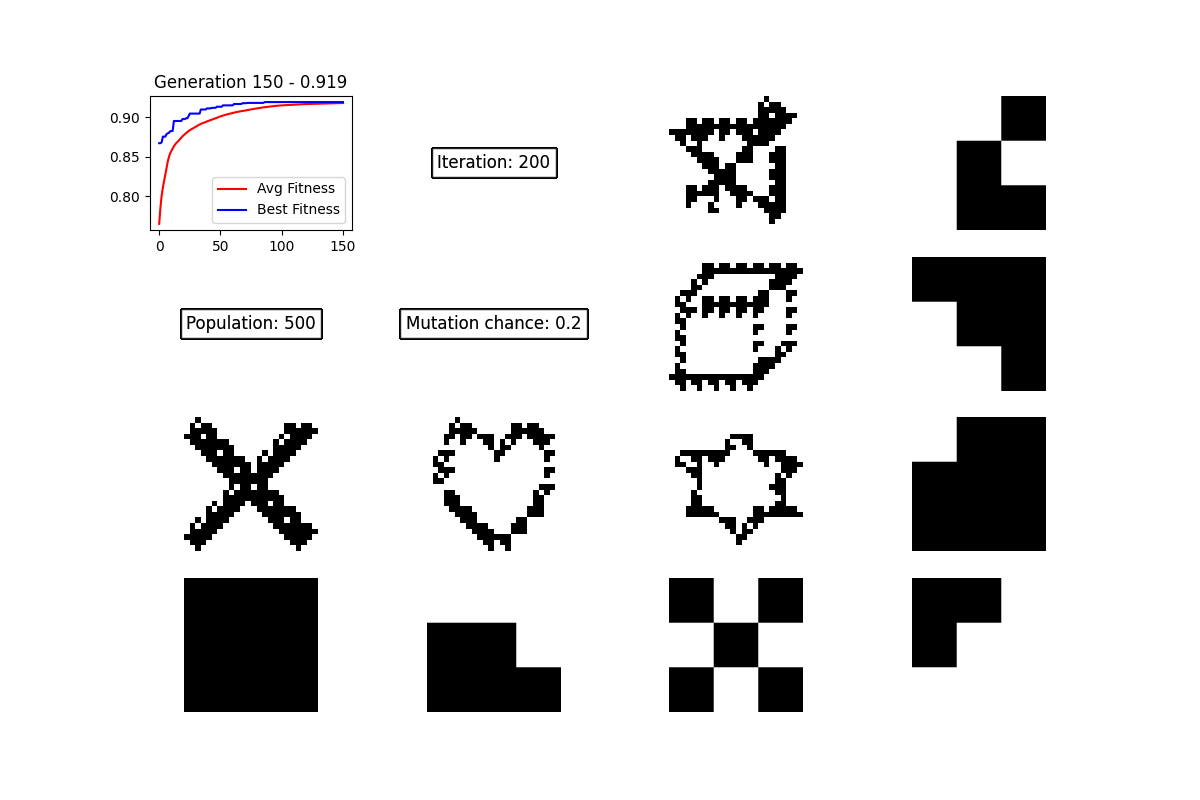 Generation 150 - 0.919
0.90
0.85
0.80
Avg Fitness
Best Fitness
0 50 100 150
Iteration: 200
Population: 500
Mutation chance: 0.2